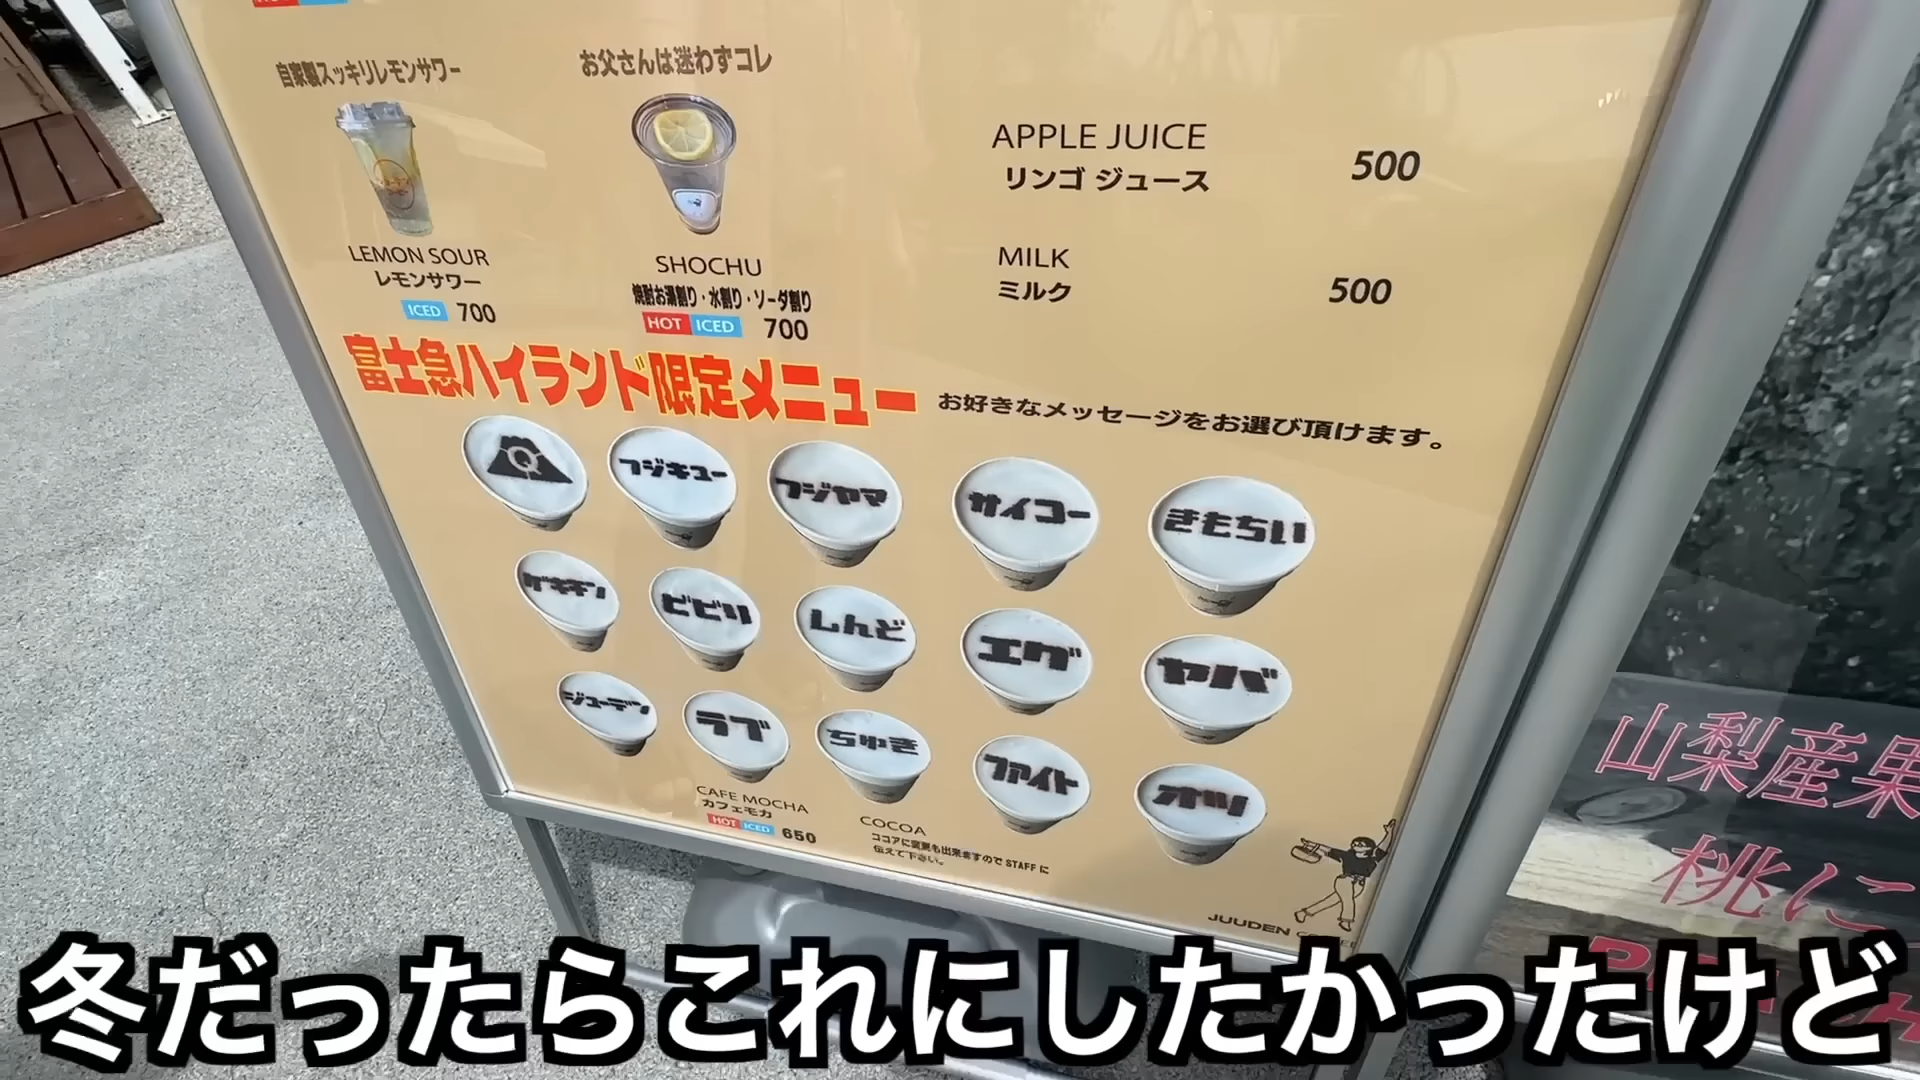 自家製スッキリレモンサワー
お父さんは迷わずコレ
LEMON SOUR
レモンサワー
ICED 700
SHOCHU
焼酎お湯割り・水割り・ソーダ割り
HOT ICED 700
APPLE JUICE 500
リンゴ ジュース
MILK
ミルク 500
富士急ハイランド限定メニュー
お好きなメッセージをお選び頂けます。
Q
フジキュー
フジヤマ
サイコー
きもちい
ゲキチン
ビビリ
しんど
エグ
ヤバ
ジューデン
ラブ
ちゅき
ファイト
オツ
CAFE MOCHA
カフェモカ
HOT ICED 650
COCOA
ココアに変更も出来ますので STAFF に
伝えて下さい。
JUUDEN
山梨産果
桃に
冬だったらこれにしたかったけど